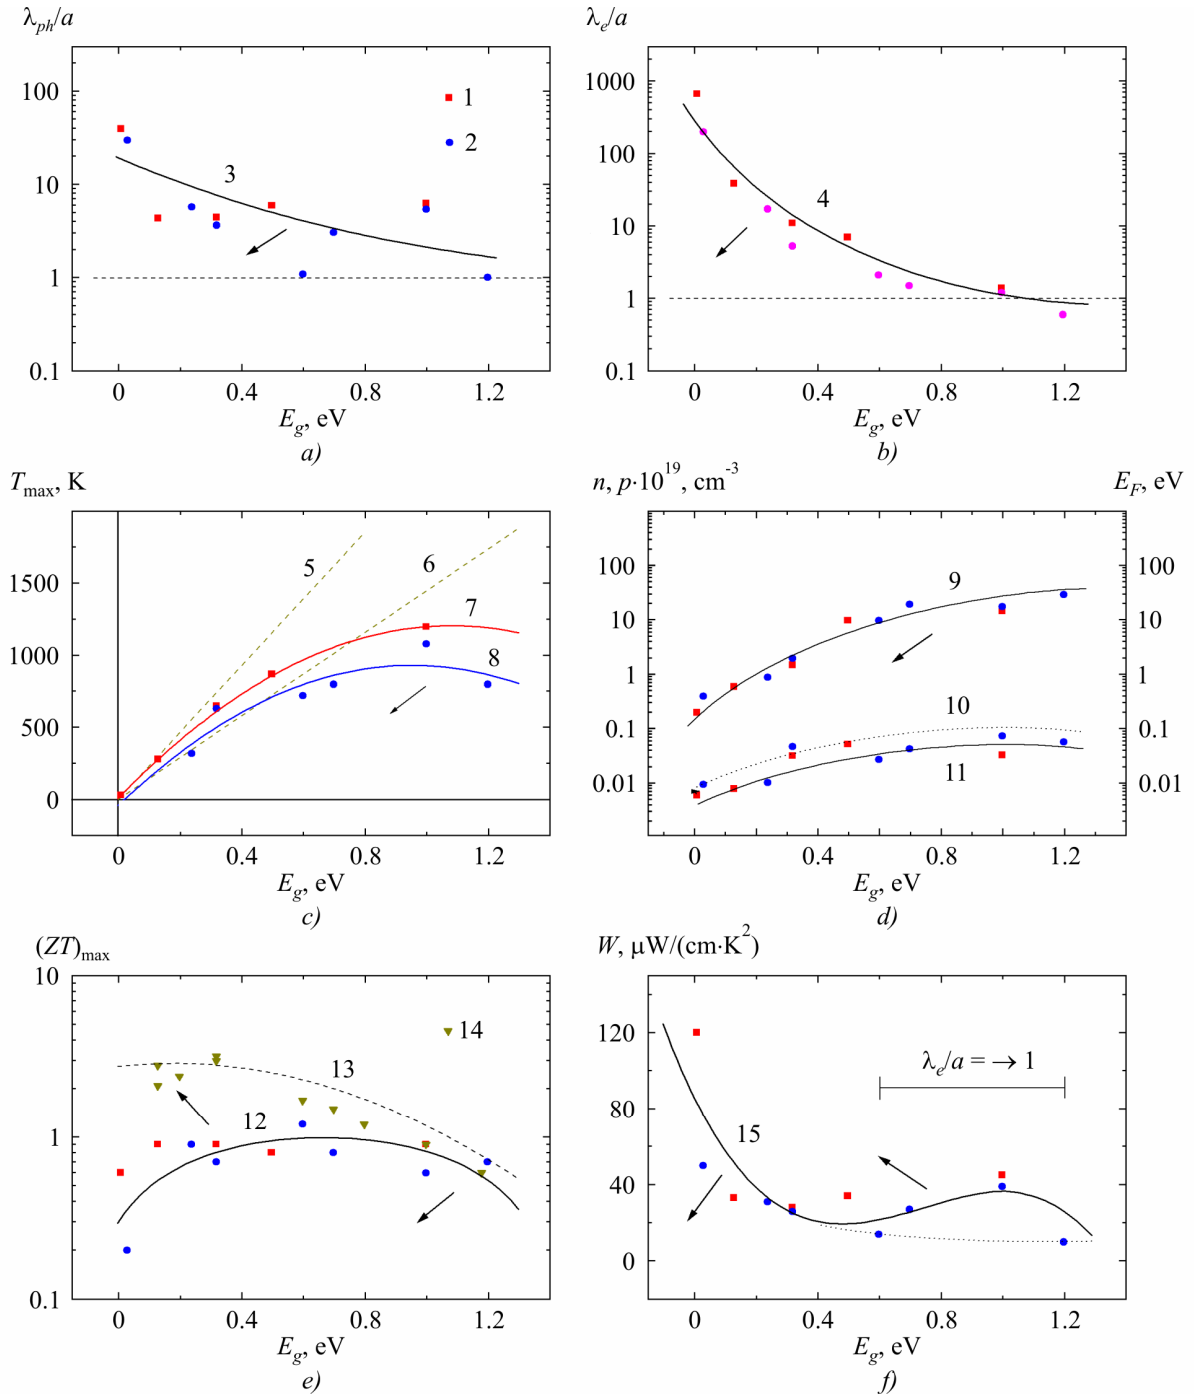 λph/a
100
10
1
0.1
1
2
3
0 0.4 0.8 1.2
Eg, eV
a)
λe/a
1000
100
10
1
0.1
4
0 0.4 0.8 1.2
Eg, eV
b)
Tmax, K
1500
1000
500
0
5
6
7
8
0 0.4 0.8 1.2
Eg, eV
c)
n, p·10^19, cm^-3
EF, eV
100 100
10 10
1 1
0.1 0.1
0.01 0.01
9
10
11
0 0.4 0.8 1.2
Eg, eV
d)
(ZT)max
10
1
0.1
14
13
12
0 0.4 0.8 1.2
Eg, eV
e)
W, μW/(cm·K^2)
120
80
40
0
λe/a = → 1
15
0 0.4 0.8 1.2
Eg, eV
f)